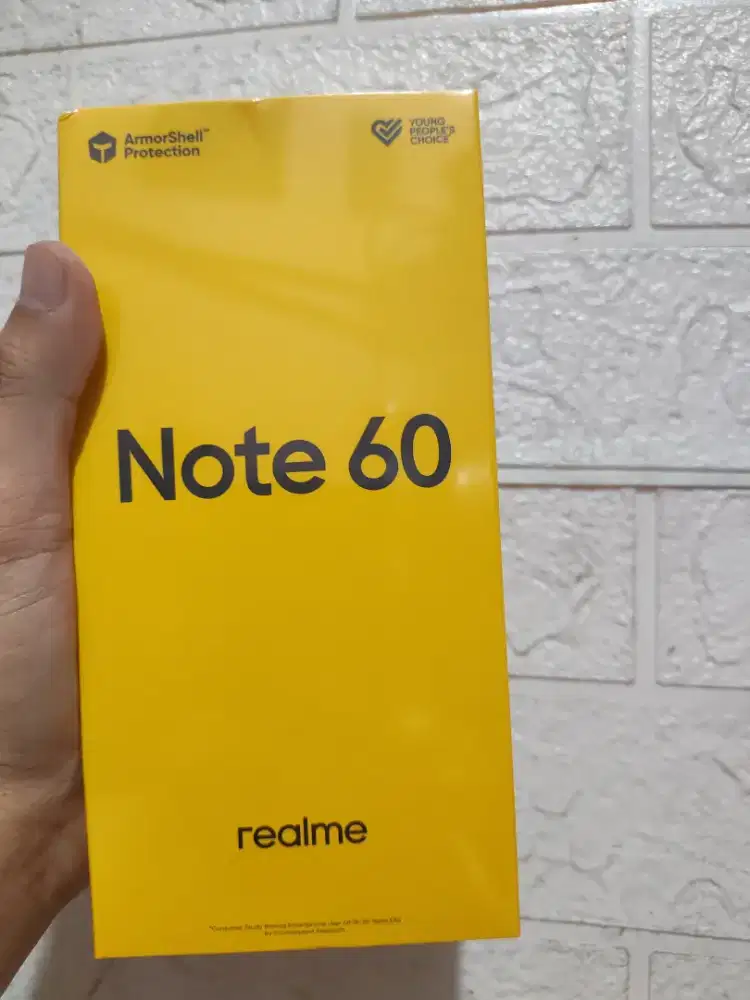 ArmorShell™
Protection
YOUNG
PEOPLE'S
CHOICE
Note 60
realme